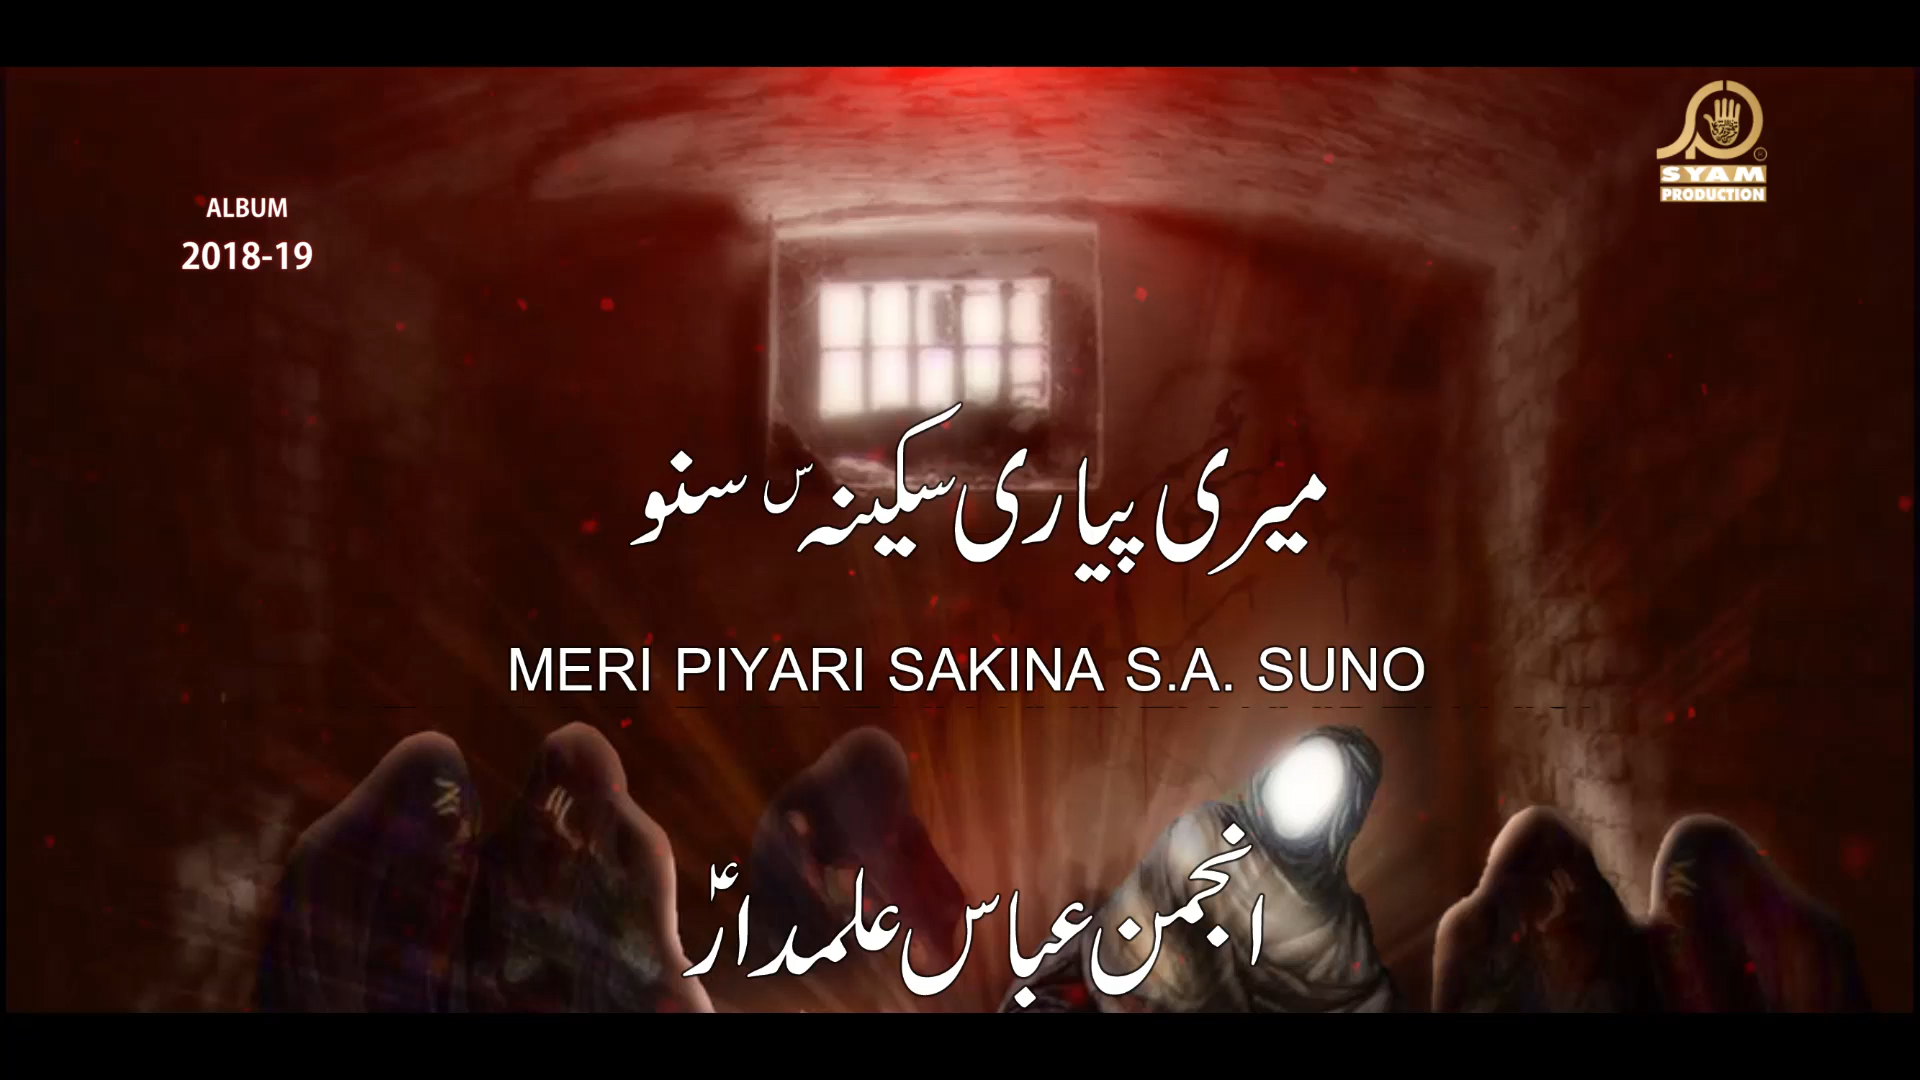 SYAM
PRODUCTION
ALBUM
2018-19
میری پیاری سکینہ س سنو
MERI PIYARI SAKINA S.A. SUNO
انجمن عباس علمدارؑ